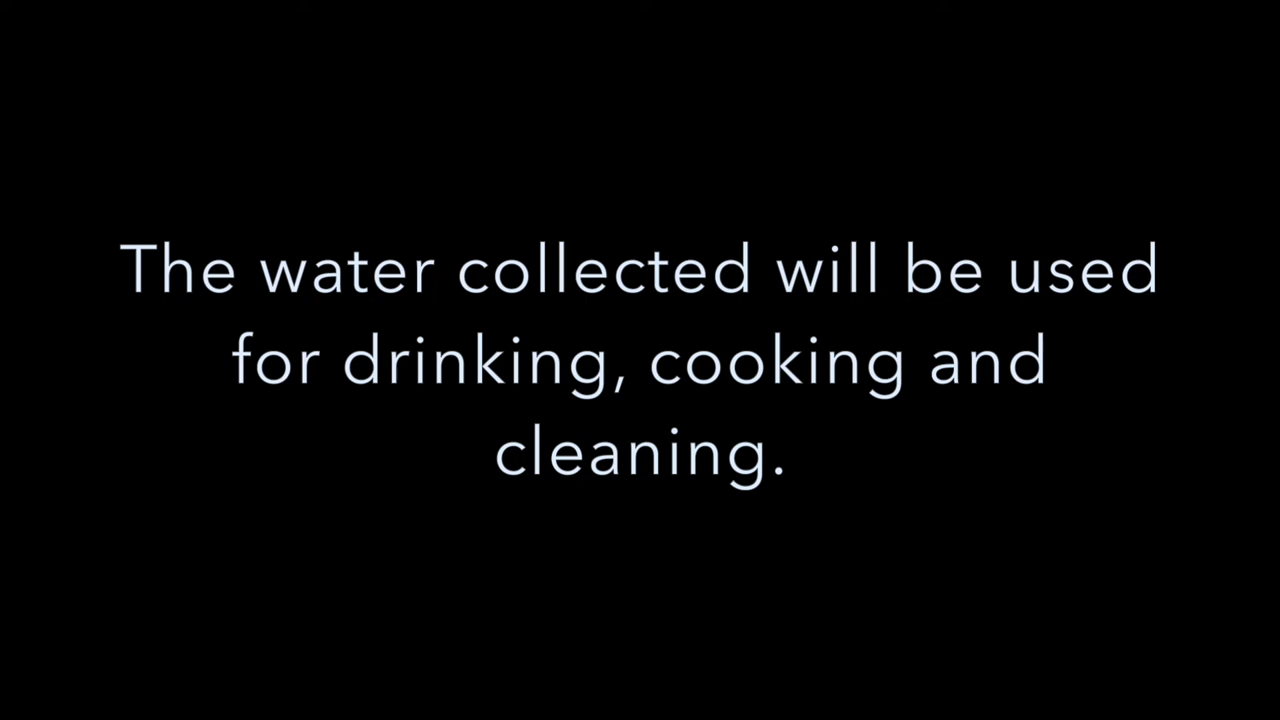 The water collected will be used
for drinking, cooking and
cleaning.